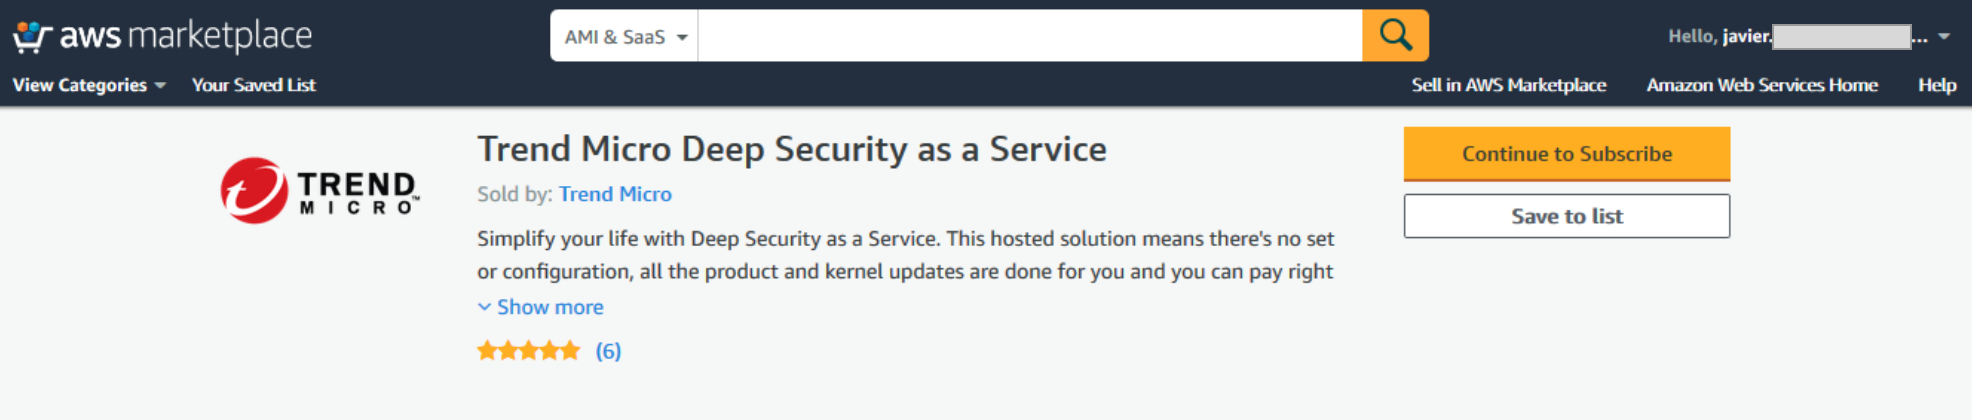 aws marketplace
AMI & SaaS
Hello, javier. ...
View Categories
Your Saved List
Sell in AWS Marketplace
Amazon Web Services Home
Help
TREND
MICRO™
Trend Micro Deep Security as a Service
Sold by: Trend Micro
Simplify your life with Deep Security as a Service. This hosted solution means there's no set
or configuration, all the product and kernel updates are done for you and you can pay right
Show more
(6)
Continue to Subscribe
Save to list